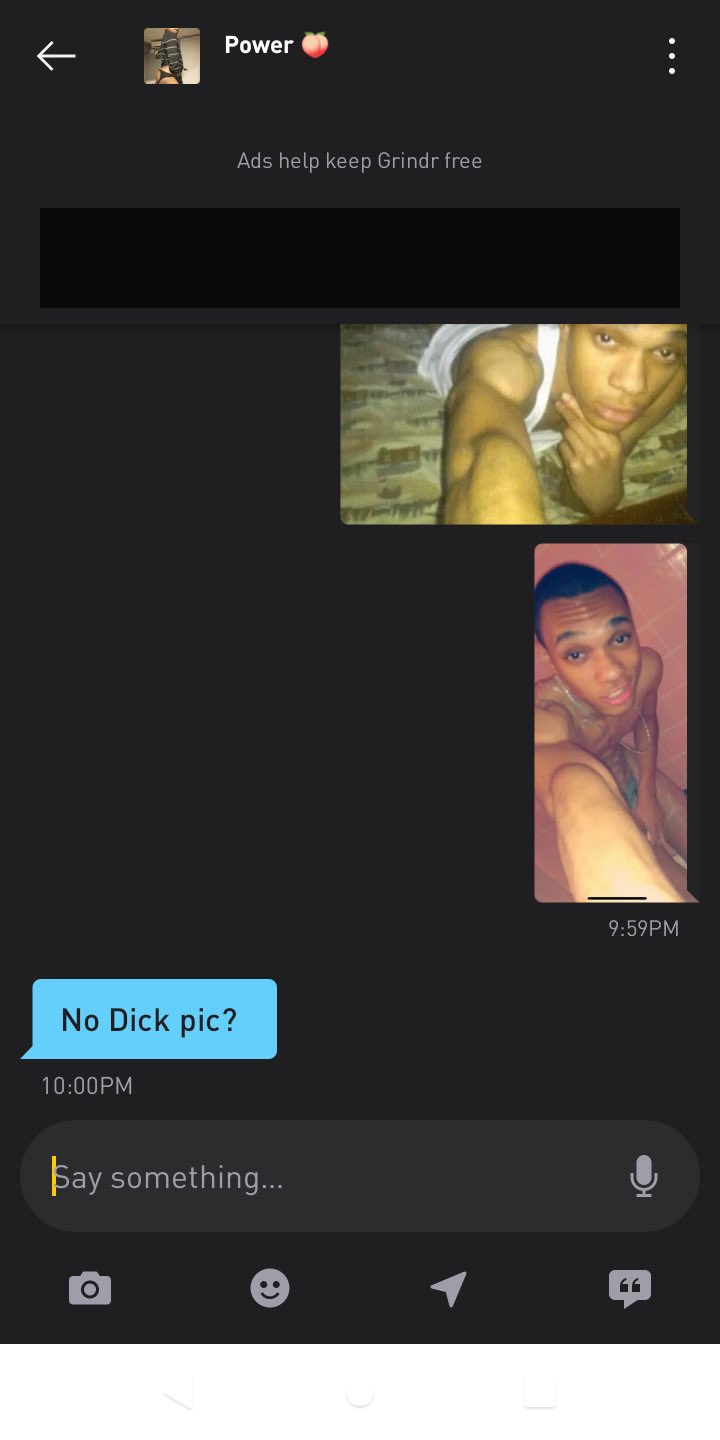 Power 🍑
Ads help keep Grindr free
9:59PM
No Dick pic?
10:00PM
Say something...